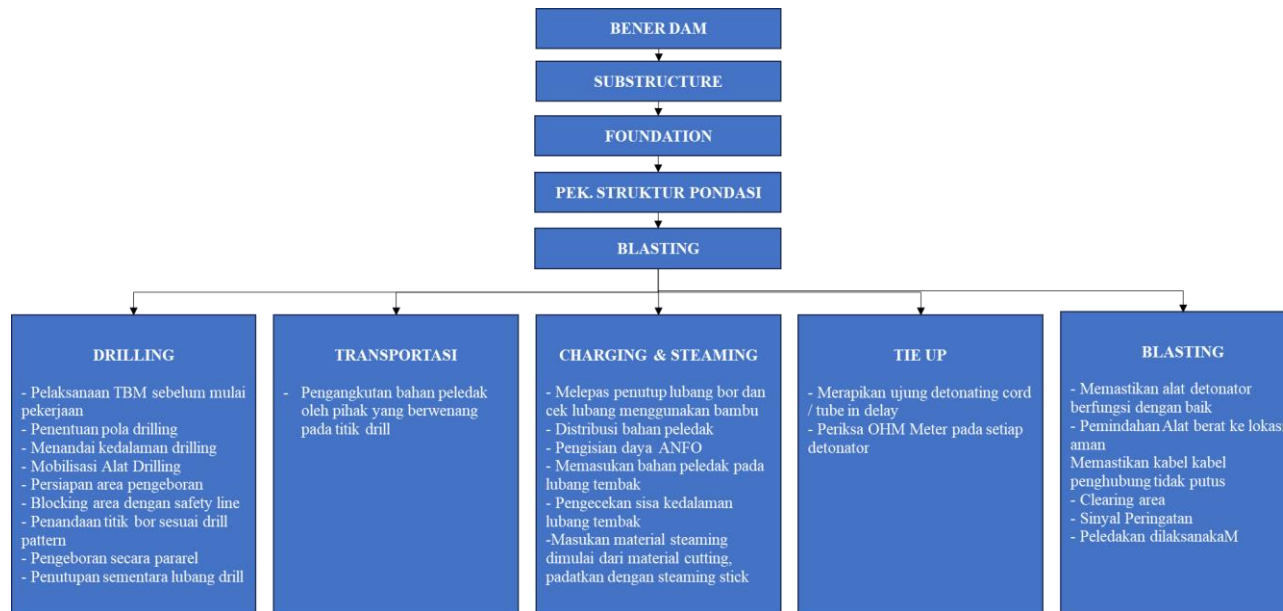 BENER DAM
SUBSTRUCTURE
FOUNDATION
PEK. STRUKTUR PONDASI
BLASTING
DRILLING
- Pelaksanaan TBM sebelum mulai
pekerjaan
- Penentuan pola drilling
- Menandai kedalaman drilling
- Mobilisasi Alat Drilling
- Persiapan area pengeboran
- Blocking area dengan safety line
- Penandaan titik bor sesuai drill
pattern
- Pengeboran secara pararel
- Penutupan sementara lubang drill
TRANSPORTASI
- Pengangkutan bahan peledak
oleh pihak yang berwenang
pada titik drill
CHARGING & STEAMING
- Melepas penutup lubang bor dan
cek lubang menggunakan bambu
- Distribusi bahan peledak
- Pengisian daya ANFO
- Memasukan bahan peledak pada
lubang tembak
- Pengecekan sisa kedalaman
lubang tembak
-Masukan material steaming
dimulai dari material cutting,
padatkan dengan steaming stick
TIE UP
- Merapikan ujung detonating cord
/ tube in delay
- Periksa OHM Meter pada setiap
detonator
BLASTING
- Memastikan alat detonator
berfungsi dengan baik
- Pemindahan Alat berat ke lokasi
aman
Memastikan kabel kabel
penghubung tidak putus
- Clearing area
- Sinyal Peringatan
- Peledakan dilaksanakaM